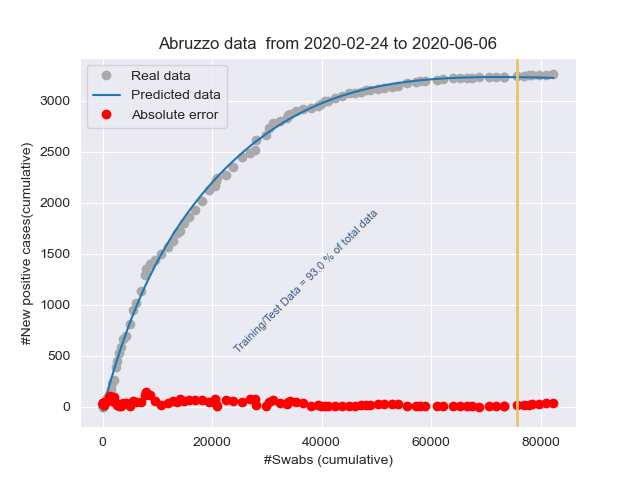 Abruzzo data  from 2020-02-24 to 2020-06-06
Real data
Predicted data
Absolute error
#New positive cases(cumulative)
3000
2500
2000
1500
1000
500
0
Training/Test Data = 93.0 % of total data
0
20000
40000
60000
80000
#Swabs (cumulative)